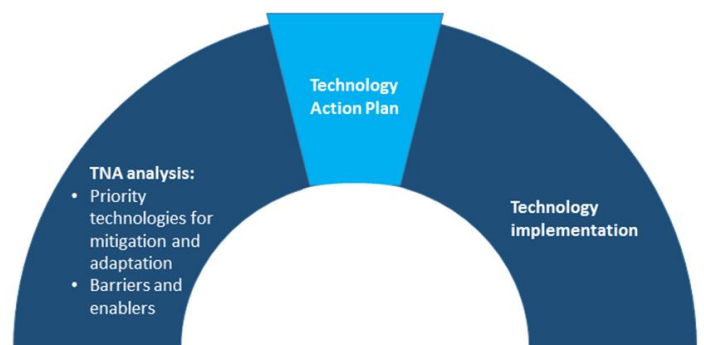 Technology
Action Plan
TNA analysis:
• Priority
technologies for
mitigation and
adaptation
• Barriers and
enablers
Technology
implementation